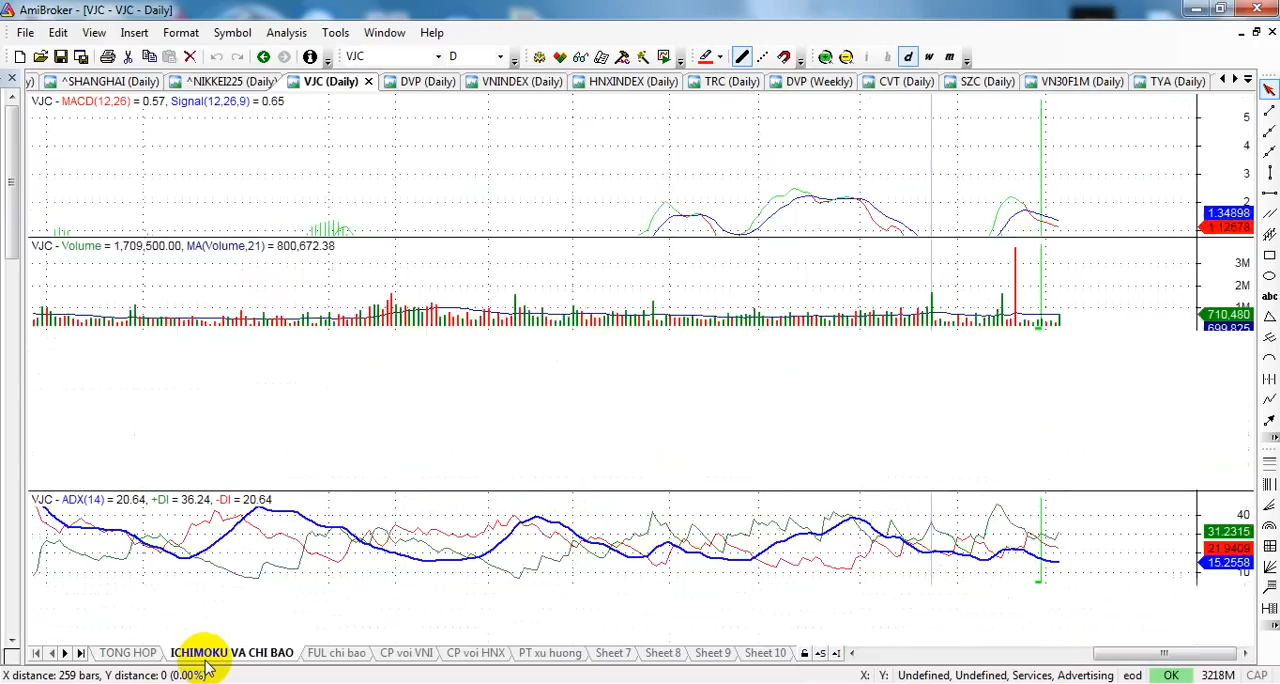 AmiBroker - [VJC - VJC - Daily]
File Edit View Insert Format Symbol Analysis Tools Window Help
VJC D i h d w m
y) ^SHANGHAI (Daily) ^NIKKEI225 (Daily) VJC (Daily) DVP (Daily) VNINDEX (Daily) HNXINDEX (Daily) TRC (Daily) DVP (Weekly) CVT (Daily) SZC (Daily) VN30F1M (Daily) TYA (Daily)
VJC - MACD(12,26) = 0.57, Signal(12,26,9) = 0.65
5
4
3
2
1.34898
1.12678
VJC - Volume = 1,709,500.00, MA(Volume,21) = 800,672.38
3M
2M
1M
710,480
699,825
abc
VJC - ADX(14) = 20.64, +DI = 36.24, -DI = 20.64
40
31.2315
21.9409
15.2558
10
TONG HOP ICHIMOKU VA CHI BAO FUL chi bao CP voi VNI CP voi HNX PT xu huong Sheet 7 Sheet 8 Sheet 9 Sheet 10
X distance: 259 bars, Y distance: 0 (0.00%) X: Y: Undefined, Undefined, Services, Advertising eod OK 3218M CAP